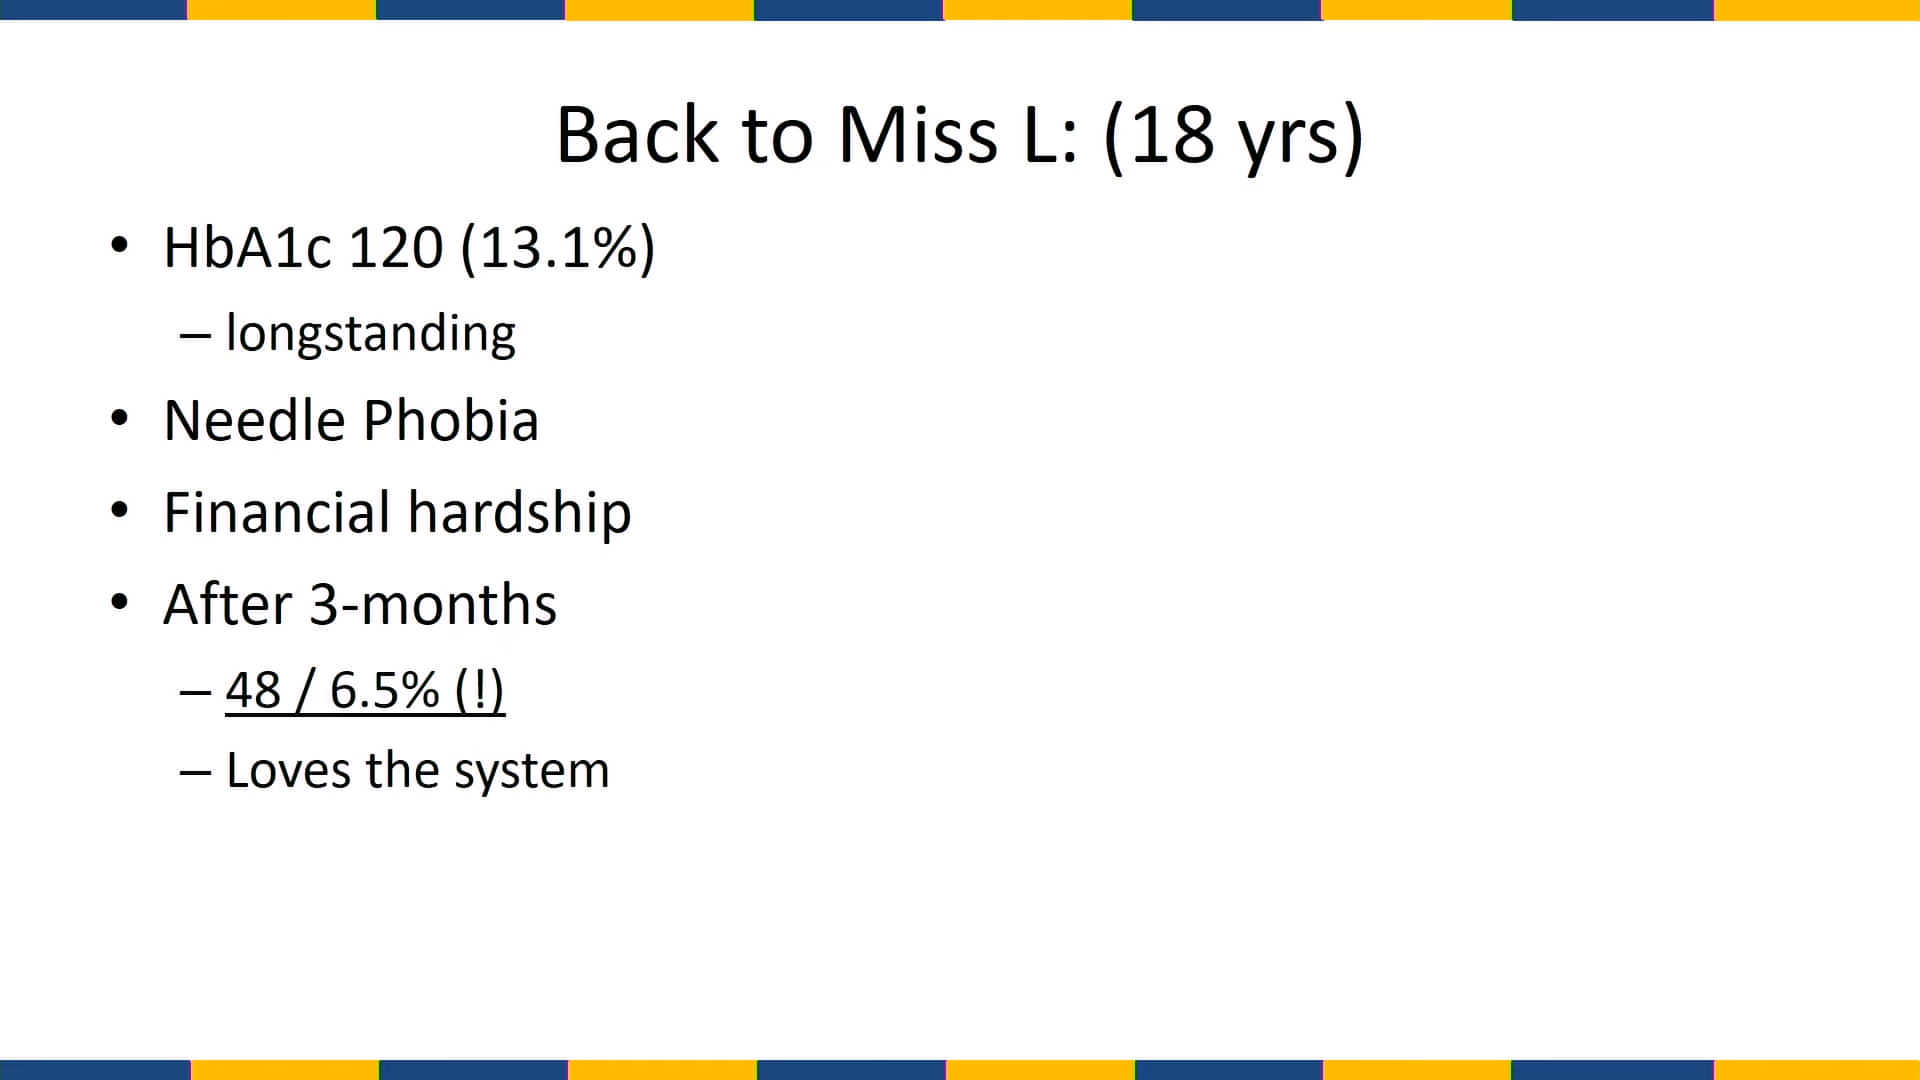 Back to Miss L: (18 yrs)
• HbA1c 120 (13.1%)
– longstanding
• Needle Phobia
• Financial hardship
• After 3-months
– 48 / 6.5% (!)
– Loves the system